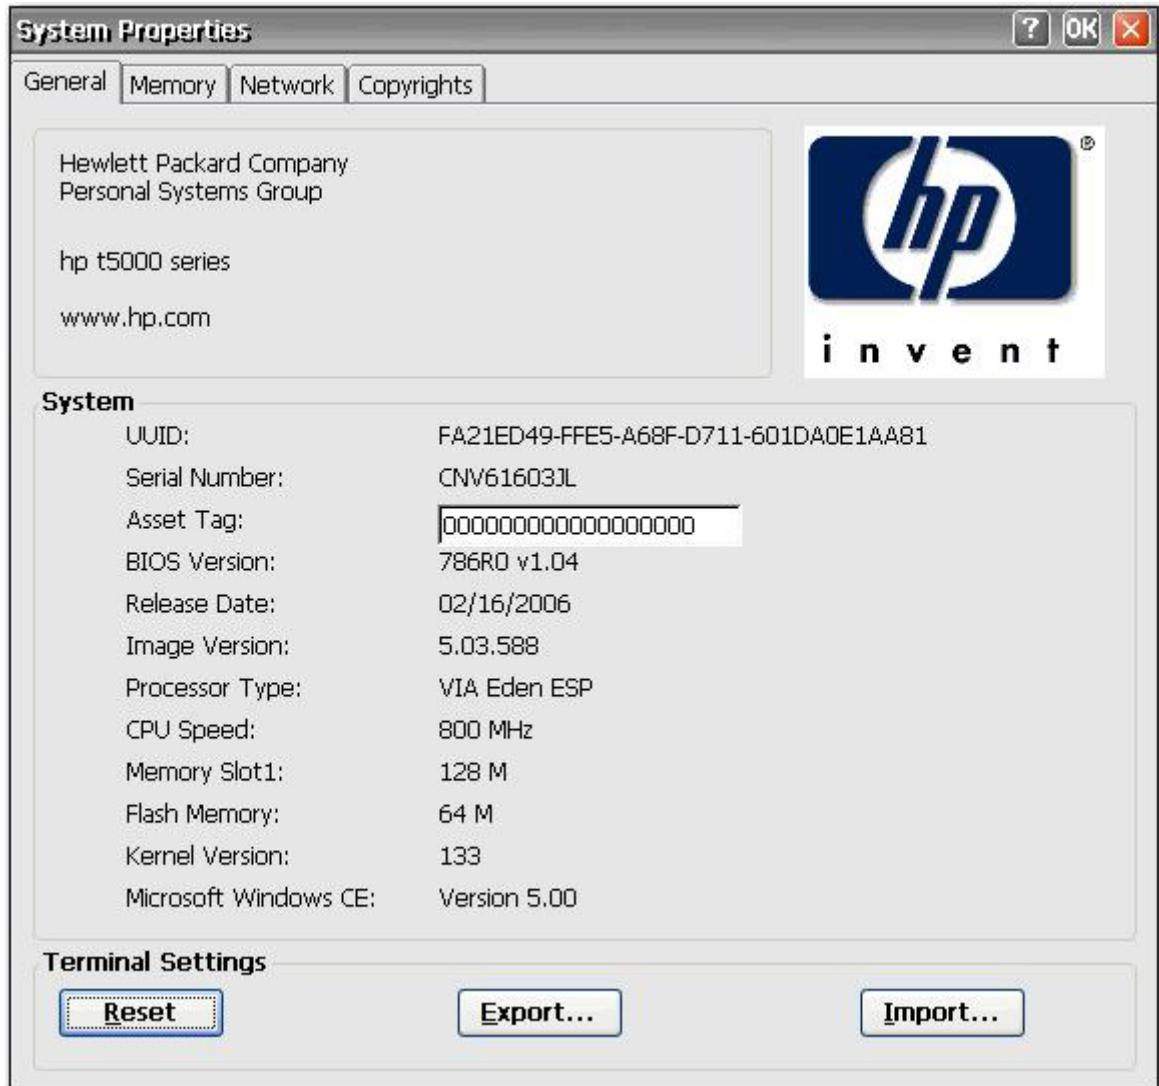 System Properties ? OK
General Memory Network Copyrights
Hewlett Packard Company
Personal Systems Group
hp t5000 series
www.hp.com
hp ®
invent
System
UUID: FA21ED49-FFE5-A68F-D711-601DA0E1AA81
Serial Number: CNV61603JL
Asset Tag: 000000000000000000
BIOS Version: 786R0 v1.04
Release Date: 02/16/2006
Image Version: 5.03.588
Processor Type: VIA Eden ESP
CPU Speed: 800 MHz
Memory Slot1: 128 M
Flash Memory: 64 M
Kernel Version: 133
Microsoft Windows CE: Version 5.00
Terminal Settings
Reset Export... Import...